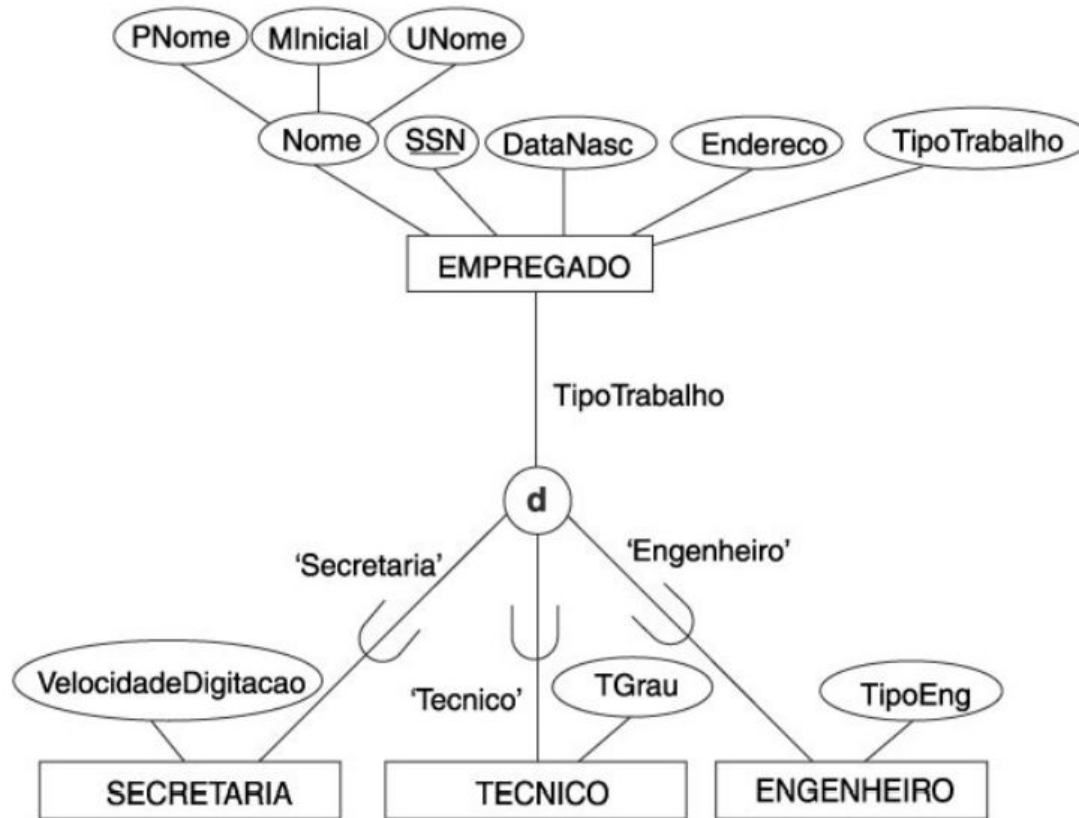 PNome MInicial UNome
Nome SSN DataNasc Endereco TipoTrabalho
EMPREGADO
TipoTrabalho
d
'Secretaria' 'Engenheiro'
VelocidadeDigitacao 'Tecnico' TGrau TipoEng
SECRETARIA TECNICO ENGENHEIRO